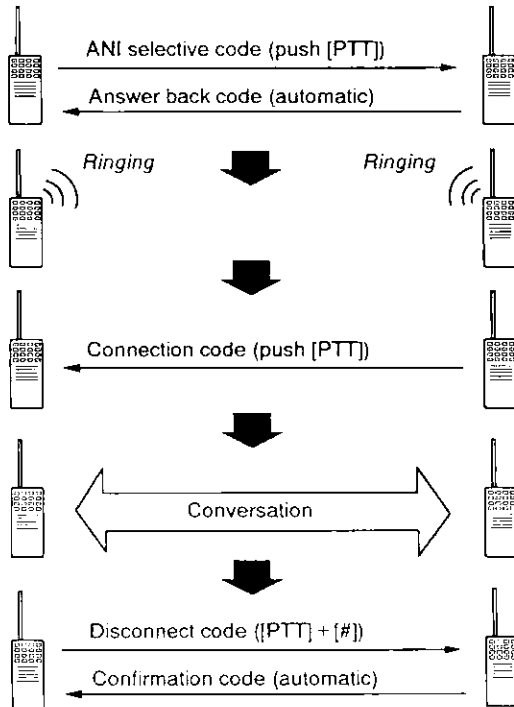 ANI selective code (push [PTT])
Answer back code (automatic)
Ringing
Ringing
Connection code (push [PTT])
Conversation
Disconnect code ([PTT] + [#])
Confirmation code (automatic)